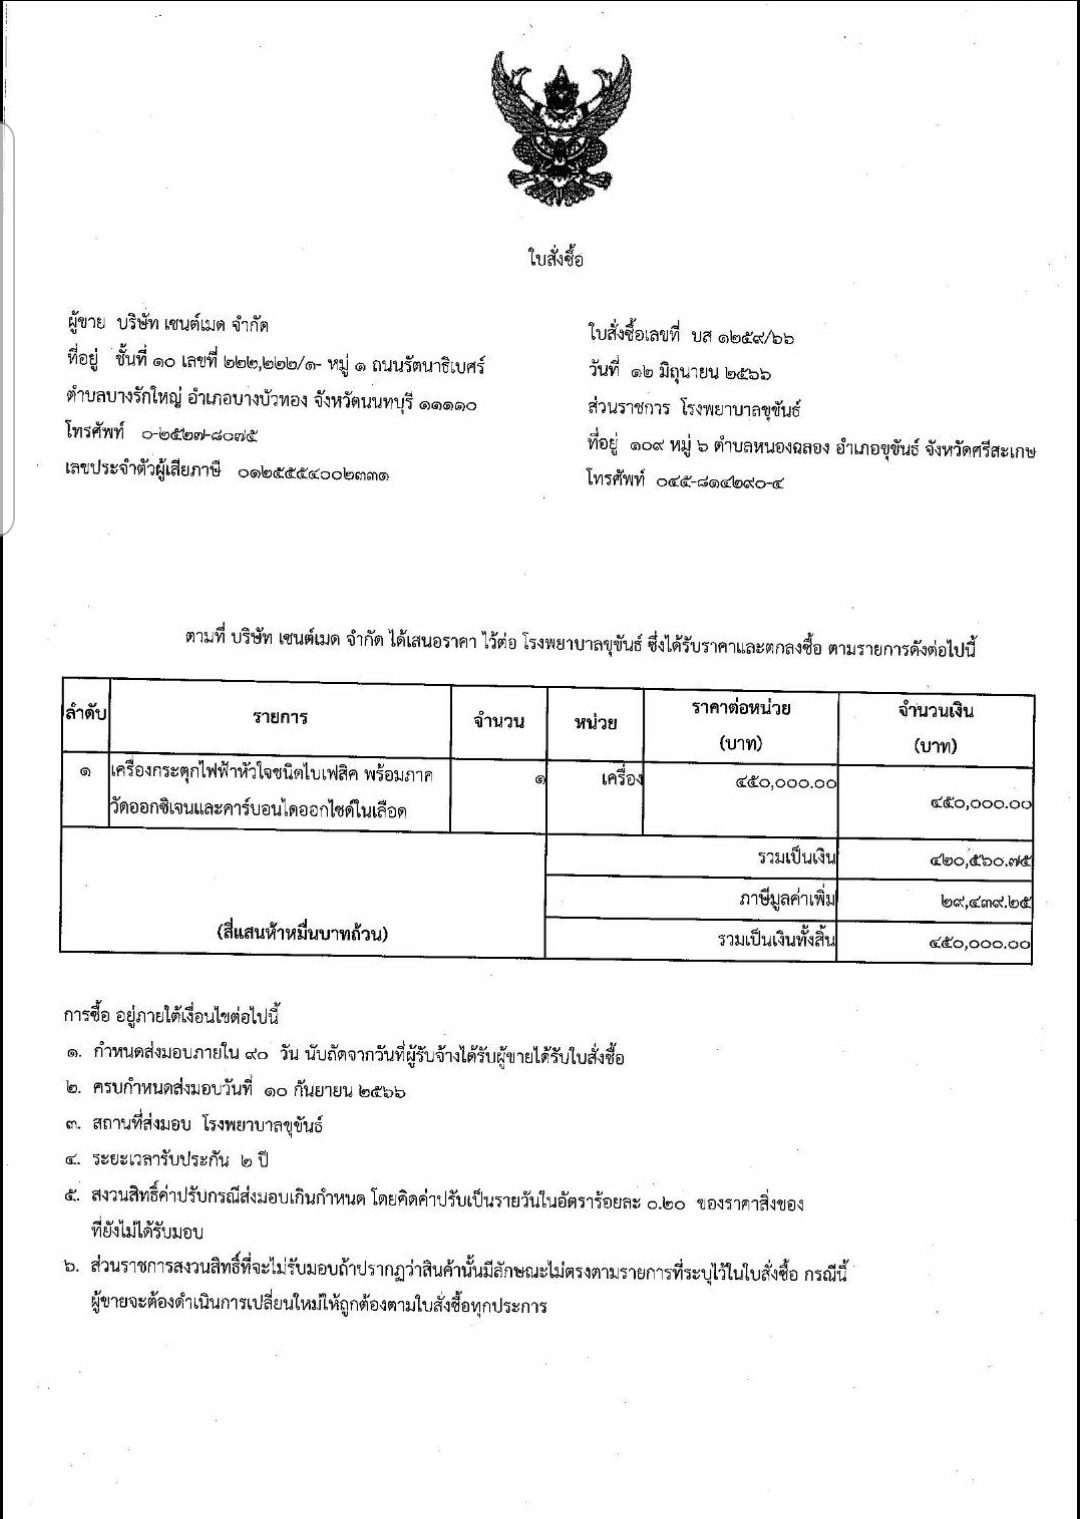 ใบสั่งซื้อ
ผู้ขาย บริษัท เซนต์เมด จำกัด
ที่อยู่ ชั้นที่ ๑๐ เลขที่ ๒๒๒,๒๒๒/๑- หมู่ ๑ ถนนรัตนาธิเบศร์
ตำบลบางรักใหญ่ อำเภอบางบัวทอง จังหวัดนนทบุรี ๑๑๑๑๐
โทรศัพท์ ๐-๒๕๒๗-๘๐๗๕
เลขประจำตัวผู้เสียภาษี ๐๑๒๕๕๕๔๐๐๒๓๓๑
ใบสั่งซื้อเลขที่ บส ๑๒๕๙/๖๖
วันที่ ๑๒ มิถุนายน ๒๕๖๖
ส่วนราชการ โรงพยาบาลขุขันธ์
ที่อยู่ ๑๐๙ หมู่ ๖ ตำบลหนองฉลอง อำเภอขุขันธ์ จังหวัดศรีสะเกษ
โทรศัพท์ ๐๔๕-๘๑๔๒๙๐-๔
ตามที่ บริษัท เซนต์เมด จำกัด ได้เสนอราคา ไว้ต่อ โรงพยาบาลขุขันธ์ ซึ่งได้รับราคาและตกลงซื้อ ตามรายการดังต่อไปนี้
ลำดับ รายการ จำนวน หน่วย ราคาต่อหน่วย จำนวนเงิน
(บาท) (บาท)
๑ เครื่องกระตุกไฟฟ้าหัวใจชนิดไบเฟสิค พร้อมภาค ๑ เครื่อง ๔๕๐,๐๐๐.๐๐
วัดออกซิเจนและคาร์บอนไดออกไซด์ในเลือด ๔๕๐,๐๐๐.๐๐
รวมเป็นเงิน ๔๒๐,๕๖๐.๗๕
ภาษีมูลค่าเพิ่ม ๒๙,๔๓๙.๒๕
(สี่แสนห้าหมื่นบาทถ้วน) รวมเป็นเงินทั้งสิ้น ๔๕๐,๐๐๐.๐๐
การซื้อ อยู่ภายใต้เงื่อนไขต่อไปนี้
๑. กำหนดส่งมอบภายใน ๙๐ วัน นับถัดจากวันที่ผู้รับจ้างได้รับผู้ขายได้รับใบสั่งซื้อ
๒. ครบกำหนดส่งมอบวันที่ ๑๐ กันยายน ๒๕๖๖
๓. สถานที่ส่งมอบ โรงพยาบาลขุขันธ์
๔. ระยะเวลารับประกัน ๒ ปี
๕. สงวนสิทธิ์ค่าปรับกรณีส่งมอบเกินกำหนด โดยคิดค่าปรับเป็นรายวันในอัตราร้อยละ ๐.๒๐ ของราคาสิ่งของ
ที่ยังไม่ได้รับมอบ
๖. ส่วนราชการสงวนสิทธิ์ที่จะไม่รับมอบถ้าปรากฏว่าสินค้านั้นมีลักษณะไม่ตรงตามรายการที่ระบุไว้ในใบสั่งซื้อ กรณีนี้
ผู้ขายจะต้องดำเนินการเปลี่ยนใหม่ให้ถูกต้องตามใบสั่งซื้อทุกประการ